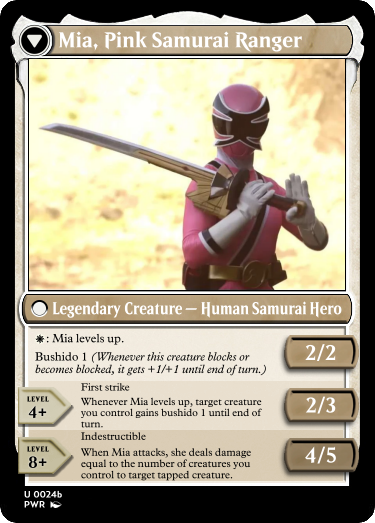 Mia, Pink Samurai Ranger
Legendary Creature — Human Samurai Hero
: Mia levels up.
Bushido 1 (Whenever this creature blocks or
becomes blocked, it gets +1/+1 until end of turn.)
2/2
LEVEL
4+
First strike
Whenever Mia levels up, target creature
you control gains bushido 1 until end of
turn.
2/3
LEVEL
8+
Indestructible
When Mia attacks, she deals damage
equal to the number of creatures you
control to target tapped creature.
4/5
U 0024b
PWR